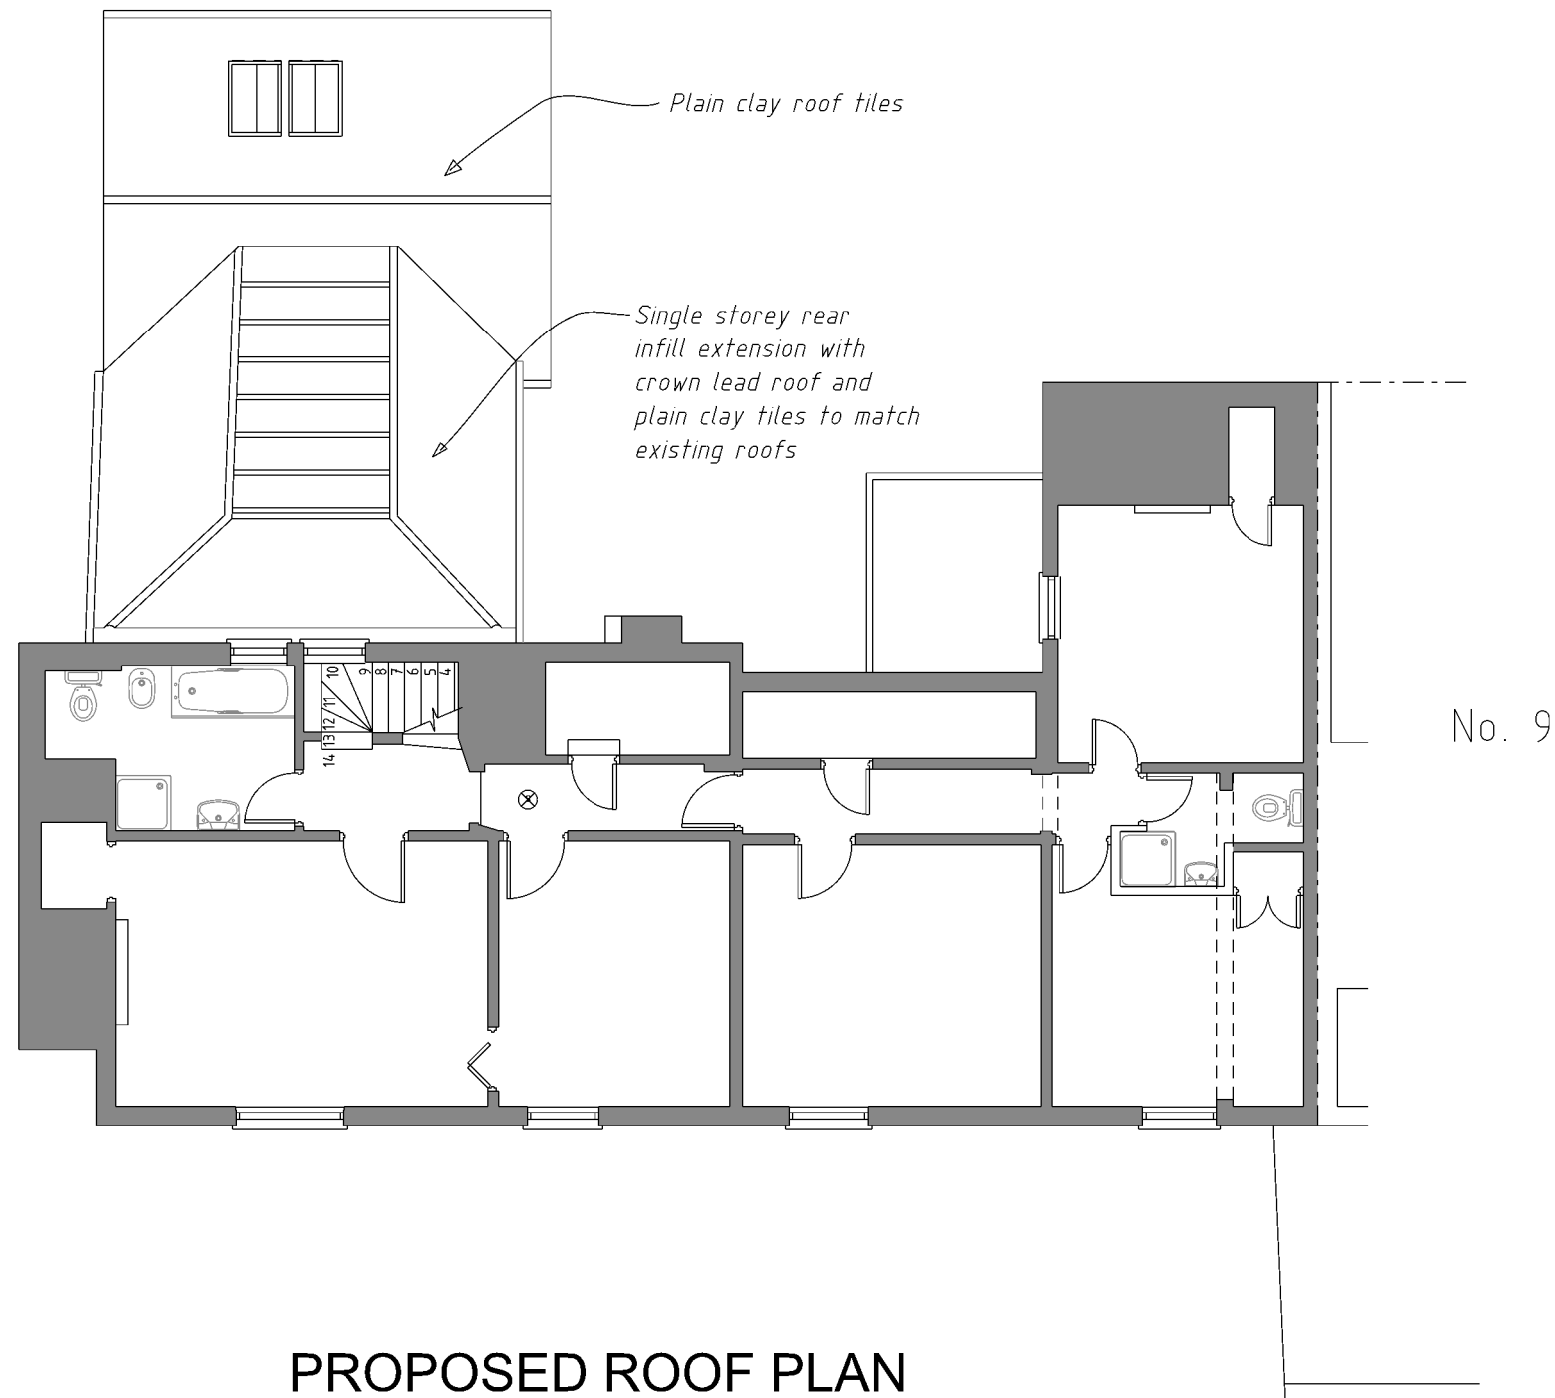 Plain clay roof tiles
Single storey rear
infill extension with
crown lead roof and
plain clay tiles to match
existing roofs
No. 9
10
9
8
7
6
5
4
11
12
13
14
PROPOSED ROOF PLAN